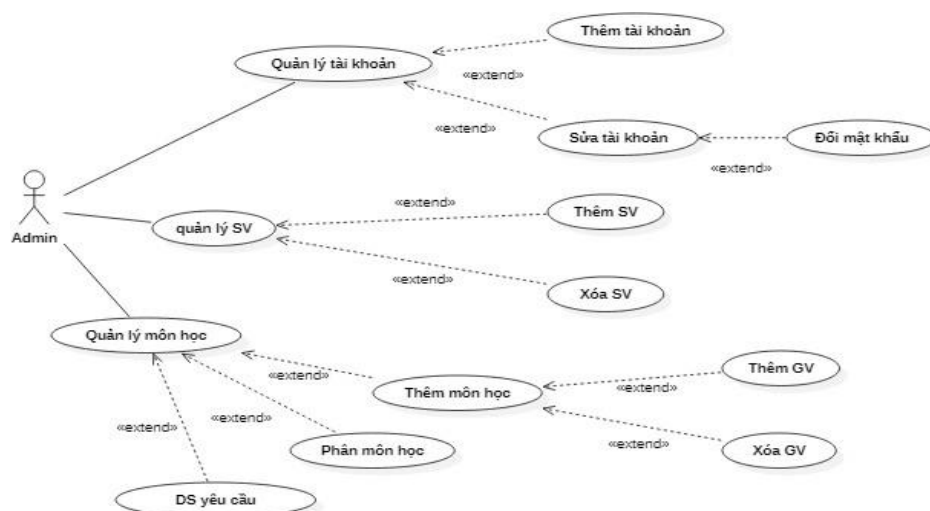 Thêm tài khoản
Quản lý tài khoản
«extend»
«extend»
Sửa tài khoản
Đổi mật khẩu
«extend»
«extend»
Thêm SV
quản lý SV
Admin
«extend»
Xóa SV
Quản lý môn học
«extend»
Thêm GV
«extend»
Thêm môn học
«extend»
«extend»
«extend»
Phân môn học
Xóa GV
DS yêu cầu